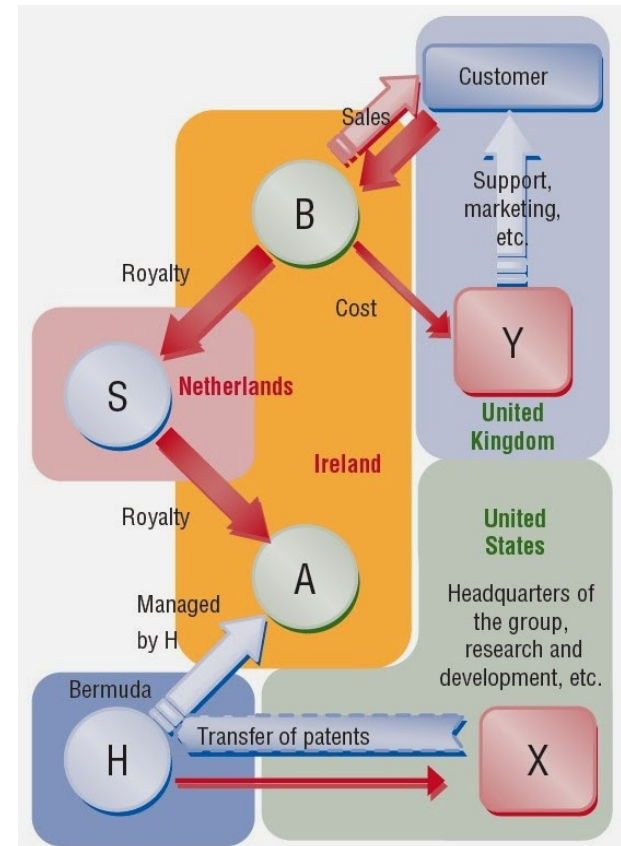 Customer
Sales
B
Support,
marketing,
etc.
Royalty
Cost
Y
S
Netherlands
United
Kingdom
Ireland
Royalty
United
States
A
Headquarters of
the group,
research and
development, etc.
Managed
by H
Bermuda
Transfer of patents
H
X